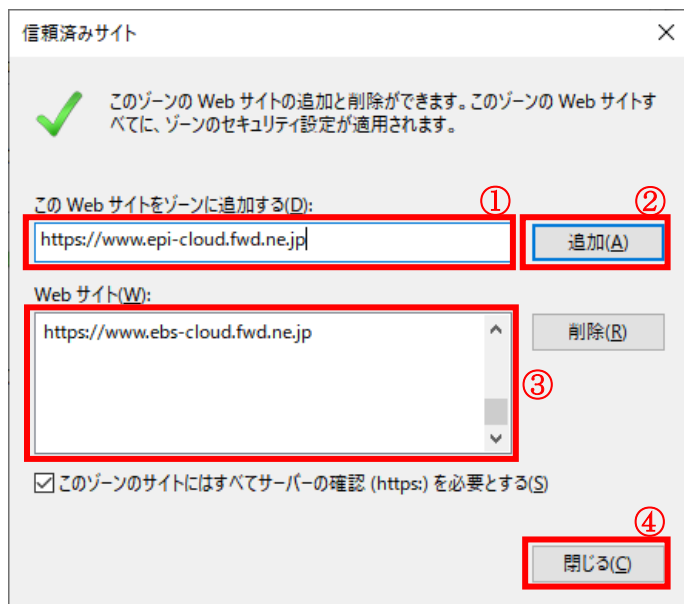 信頼済みサイト
このゾーンの Web サイトの追加と削除ができます。このゾーンの Web サイトす
べてに、ゾーンのセキュリティ設定が適用されます。
この Web サイトをゾーンに追加する(D):
①
②
https://www.epi-cloud.fwd.ne.jp
追加(A)
Web サイト(W):
https://www.ebs-cloud.fwd.ne.jp
削除(R)
③
このゾーンのサイトにはすべてサーバーの確認 (https:) を必要とする(S)
④
閉じる(C)